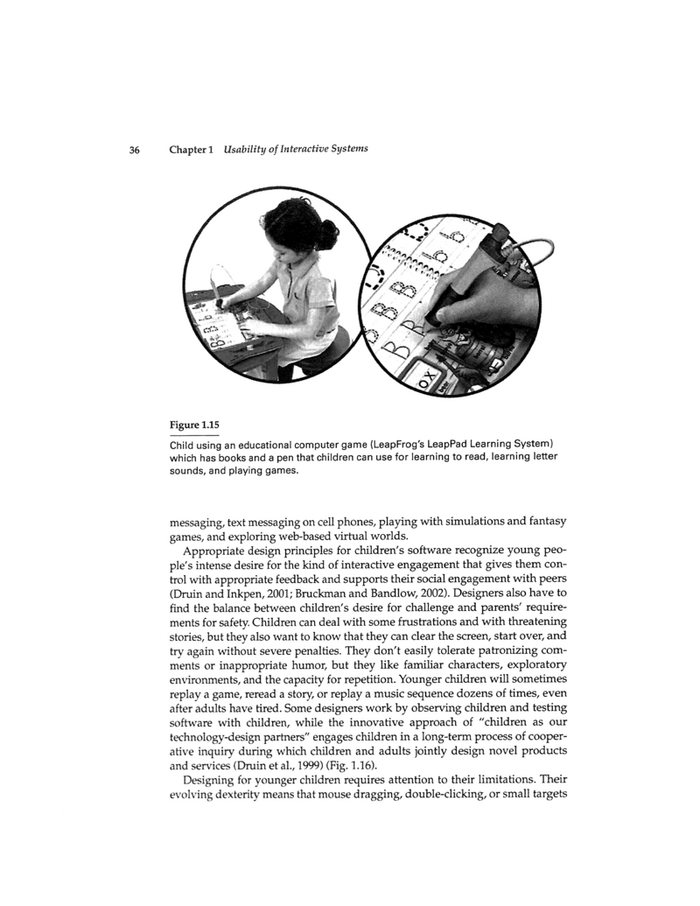 36 Chapter 1 Usability of Interactive Systems
Figure 1.15
Child using an educational computer game (LeapFrog's LeapPad Learning System)
which has books and a pen that children can use for learning to read, learning letter
sounds, and playing games.
messaging, text messaging on cell phones, playing with simulations and fantasy
games, and exploring web-based virtual worlds.
Appropriate design principles for children's software recognize young peo-
ple's intense desire for the kind of interactive engagement that gives them con-
trol with appropriate feedback and supports their social engagement with peers
(Druin and Inkpen, 2001; Bruckman and Bandlow, 2002). Designers also have to
find the balance between children's desire for challenge and parents' require-
ments for safety. Children can deal with some frustrations and with threatening
stories, but they also want to know that they can clear the screen, start over, and
try again without severe penalties. They don't easily tolerate patronizing com-
ments or inappropriate humor, but they like familiar characters, exploratory
environments, and the capacity for repetition. Younger children will sometimes
replay a game, reread a story, or replay a music sequence dozens of times, even
after adults have tired. Some designers work by observing children and testing
software with children, while the innovative approach of "children as our
technology-design partners" engages children in a long-term process of cooper-
ative inquiry during which children and adults jointly design novel products
and services (Druin et al., 1999) (Fig. 1.16).
Designing for younger children requires attention to their limitations. Their
evolving dexterity means that mouse dragging, double-clicking, or small targets